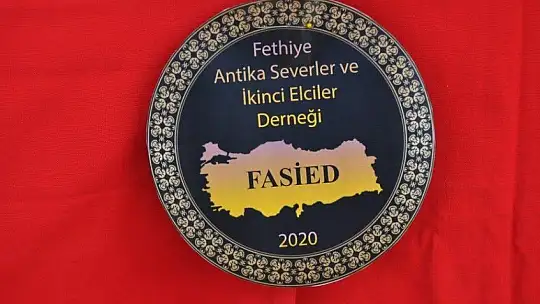 Fethiye
Antika Severler ve
İkinci Elciler
Derneği
FASİED
2020